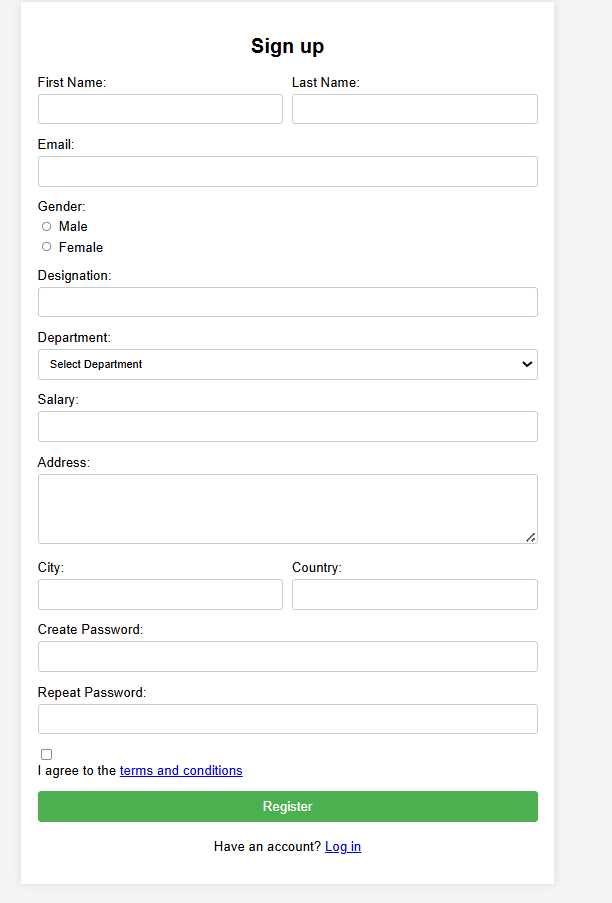 Sign up
First Name: Last Name:
Email:
Gender:
Male
Female
Designation:
Department:
Select Department
Salary:
Address:
City: Country:
Create Password:
Repeat Password:
I agree to the terms and conditions
Register
Have an account? Log in